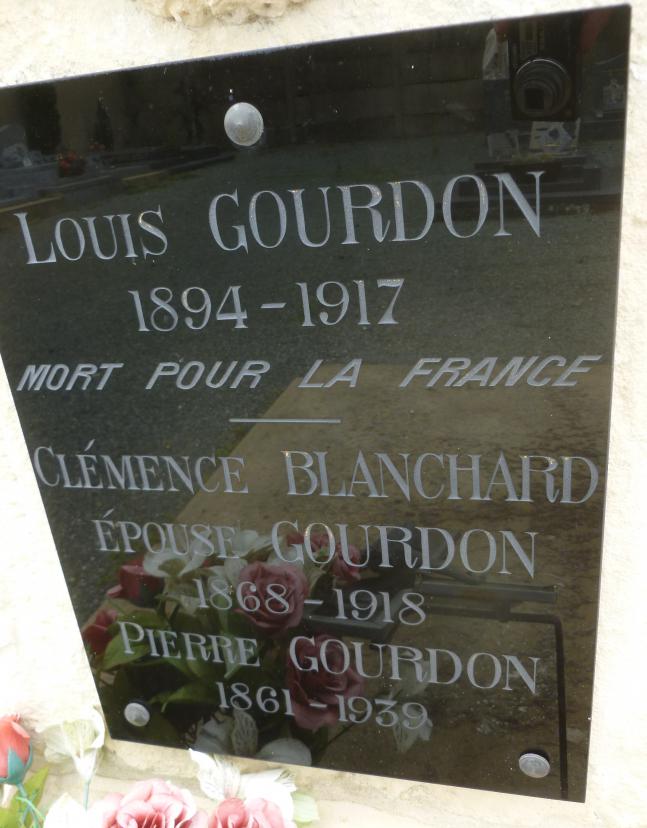 LOUIS GOURDON
1894 - 1917
MORT POUR LA FRANCE
CLÉMENCE BLANCHARD
ÉPOUSE GOURDON
1868 - 1918
PIERRE GOURDON
1861 - 1939